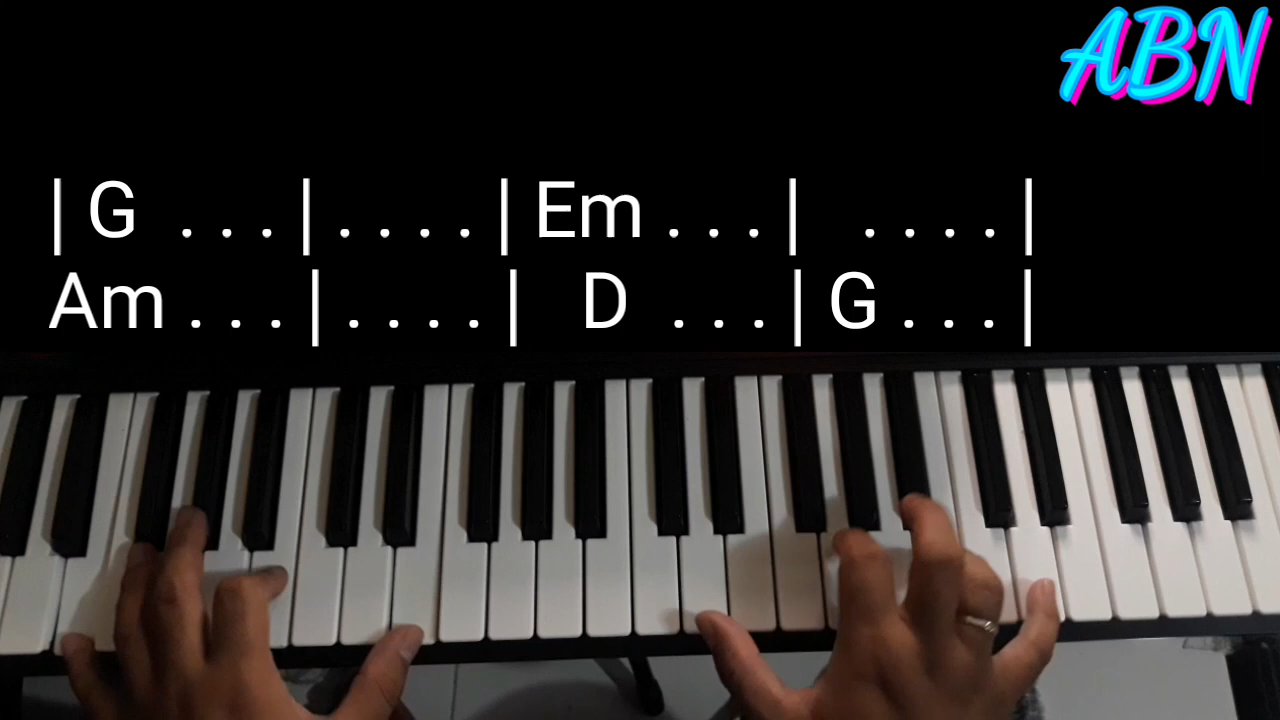 ABN
| G . . . | . . . . | Em . . . | . . . . |
Am . . . | . . . . | D . . . | G . . . |